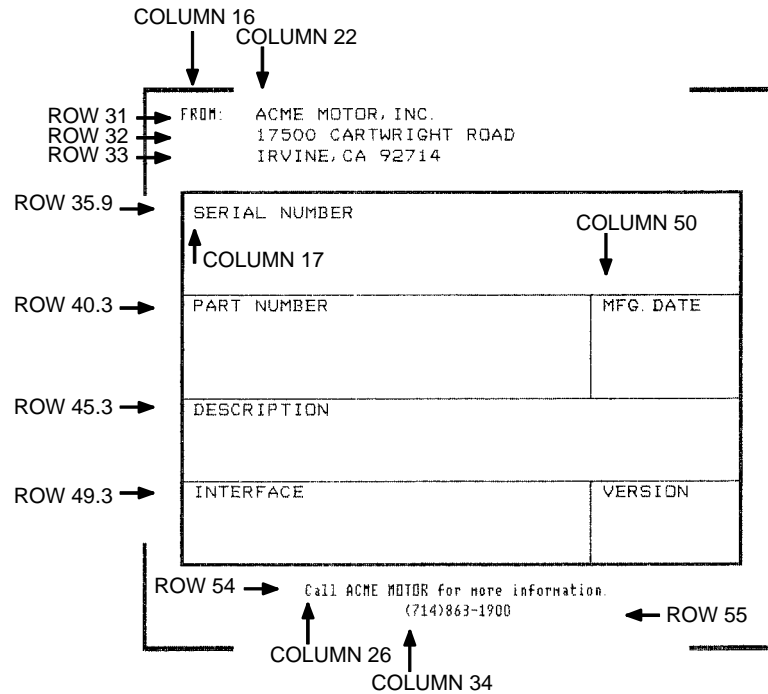 COLUMN 16
COLUMN 22
ROW 31 FROM: ACME MOTOR, INC.
ROW 32 17500 CARTWRIGHT ROAD
ROW 33 IRVINE, CA 92714
ROW 35.9 SERIAL NUMBER
COLUMN 50
COLUMN 17
ROW 40.3 PART NUMBER MFG. DATE
ROW 45.3 DESCRIPTION
ROW 49.3 INTERFACE VERSION
ROW 54 Call ACME MOTOR for more information.
(714)863-1900 ROW 55
COLUMN 26
COLUMN 34